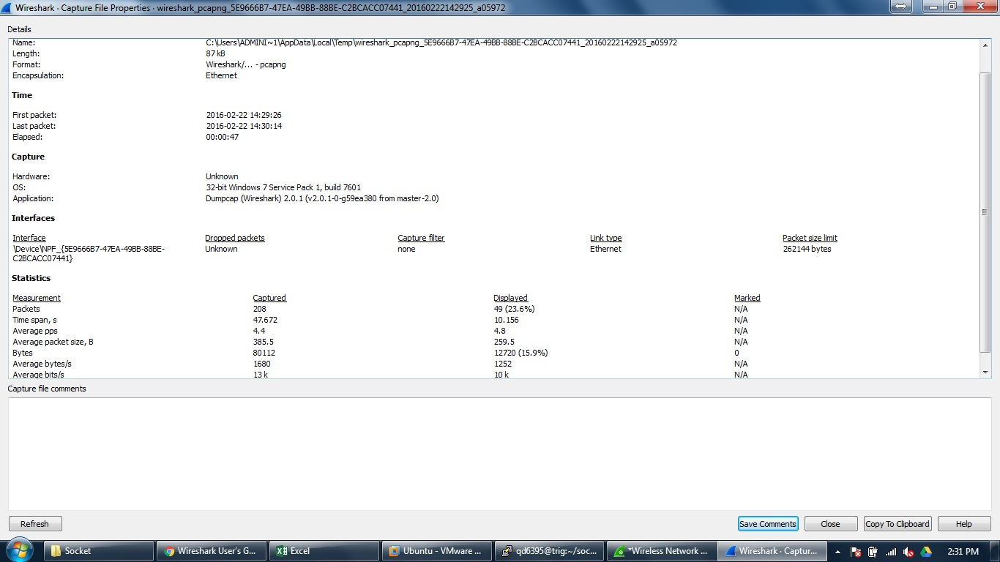 Wireshark · Capture File Properties · wireshark_pcapng_5E9666B7-47EA-49BB-88BE-C2BCACC07441_20160222142925_a05972
Details
Name: C:\Users\ADMINI~1\AppData\Local\Temp\wireshark_pcapng_5E9666B7-47EA-49BB-88BE-C2BCACC07441_20160222142925_a05972
Length: 87 kB
Format: Wireshark/... - pcapng
Encapsulation: Ethernet
Time
First packet: 2016-02-22 14:29:26
Last packet: 2016-02-22 14:30:14
Elapsed: 00:00:47
Capture
Hardware: Unknown
OS: 32-bit Windows 7 Service Pack 1, build 7601
Application: Dumpcap (Wireshark) 2.0.1 (v2.0.1-0-g59ea380 from master-2.0)
Interfaces
Interface Dropped packets Capture filter Link type Packet size limit
\Device\NPF_{5E9666B7-47EA-49BB-88BE- Unknown none Ethernet 262144 bytes
C2BCACC07441}
Statistics
Measurement Captured Displayed Marked
Packets 208 49 (23.6%) N/A
Time span, s 47.672 10.156 N/A
Average pps 4.4 4.8 N/A
Average packet size, B 385.5 259.5 N/A
Bytes 80112 12720 (15.9%) 0
Average bytes/s 1680 1252 N/A
Average bits/s 13 k 10 k N/A
Capture file comments
Refresh Save Comments Close Copy To Clipboard Help
Socket Wireshark User's G... Excel Ubuntu - VMware ... qd6395@trig:~/soc... *Wireless Network ... Wireshark · Captur... 2:31 PM